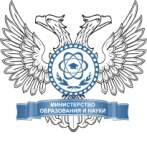 МИНИСТЕРСТВО
ОБРАЗОВАНИЯ И НАУКИ